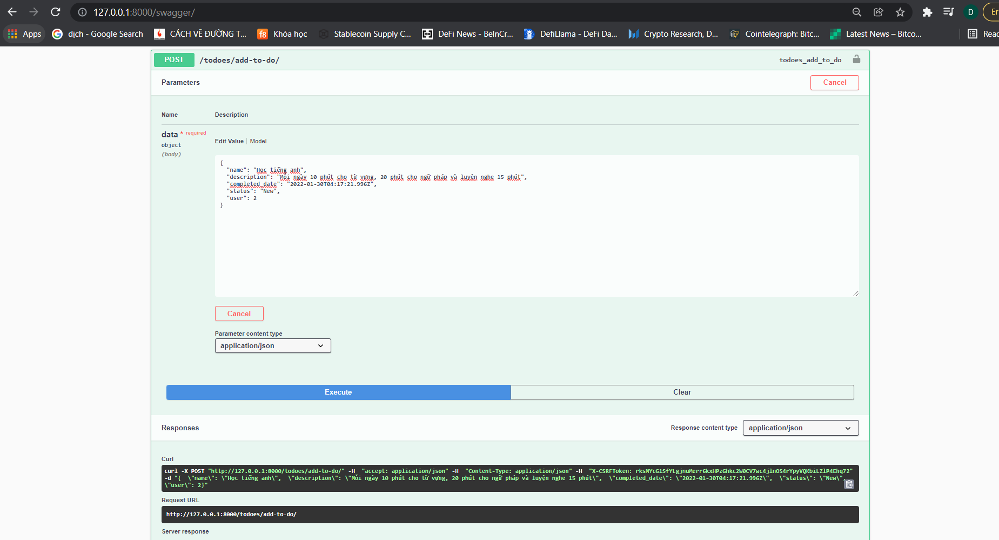 127.0.0.1:8000/swagger/
D
Er
Apps
dịch - Google Search
CÁCH VẼ ĐƯỜNG T...
f8
Khóa học
Stablecoin Supply C...
DeFi News - BeInCr...
DefiLlama - DeFi Da...
Crypto Research, D...
Cointelegraph: Bitc...
Latest News – Bitco...
Read
POST /todoes/add-to-do/ todoes_add_to_do
Parameters
Cancel
Name Description
data * required
object
(body)
Edit Value | Model
{
"name": "Học tiếng anh",
"description": "Mỗi ngày 10 phút cho từ vựng, 20 phút cho ngữ pháp và luyện nghe 15 phút",
"completed_date": "2022-01-30T04:17:21.996Z",
"status": "New",
"user": 2
}
Cancel
Parameter content type
application/json
Execute
Clear
Responses
Response content type
application/json
Curl
curl -X POST "http://127.0.0.1:8000/todoes/add-to-do/" -H  "accept: application/json" -H  "Content-Type: application/json" -H  "X-CSRFToken: rksMYcG1SfYLgjnuMerr6kxHPzGhkc2W0CV7wc4jlnOS4rYpyVQKbiLZlP4Ehq72"
-d "{  \"name\": \"Học tiếng anh\",  \"description\": \"Mỗi ngày 10 phút cho từ vựng, 20 phút cho ngữ pháp và luyện nghe 15 phút\",  \"completed_date\": \"2022-01-30T04:17:21.996Z\",  \"status\": \"New\",
\"user\": 2}"
Request URL
http://127.0.0.1:8000/todoes/add-to-do/
Server response